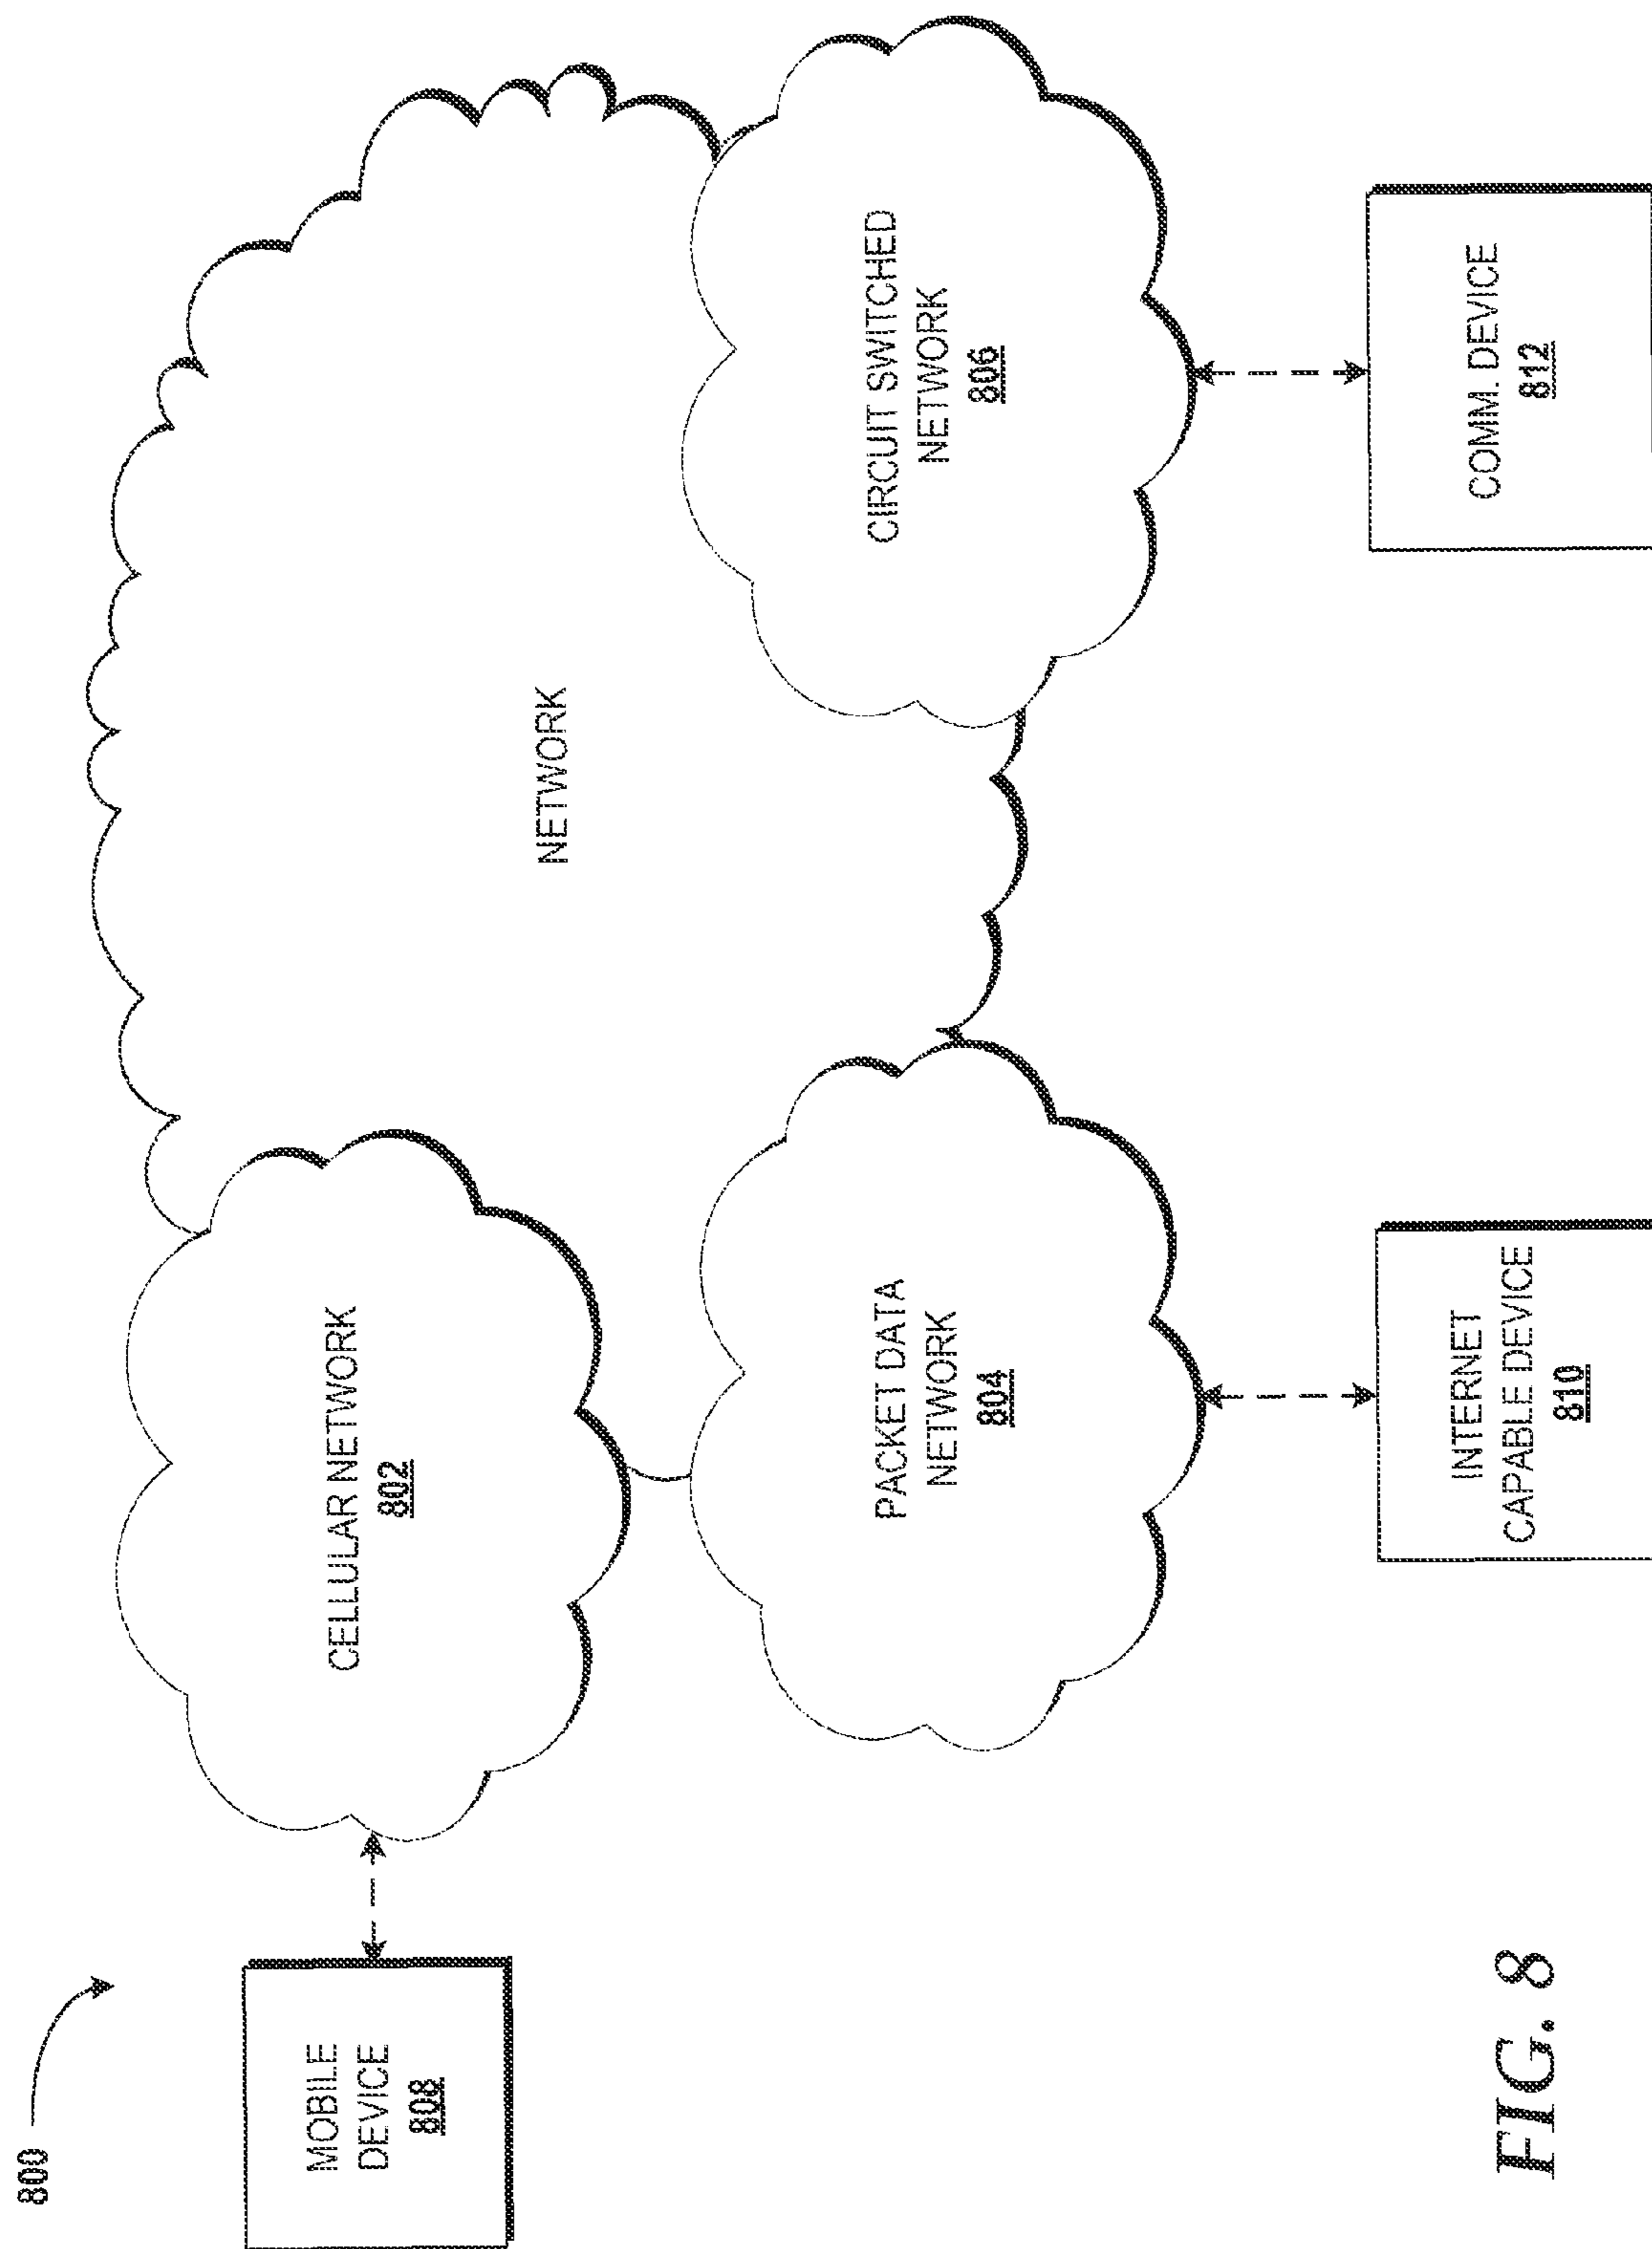 800
MOBILE
DEVICE
808
CELLULAR NETWORK
802
NETWORK
PACKET DATA
NETWORK
804
CIRCUIT SWITCHED
NETWORK
806
INTERNET
CAPABLE DEVICE
810
COMM. DEVICE
812
FIG. 8